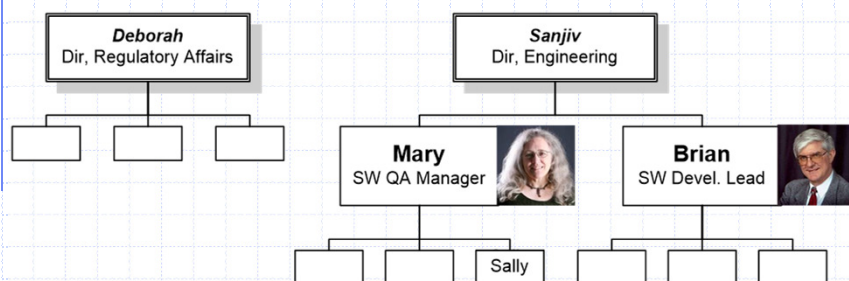 Deborah
Dir, Regulatory Affairs
Sanjiv
Dir, Engineering
Mary
SW QA Manager
Brian
SW Devel. Lead
Sally